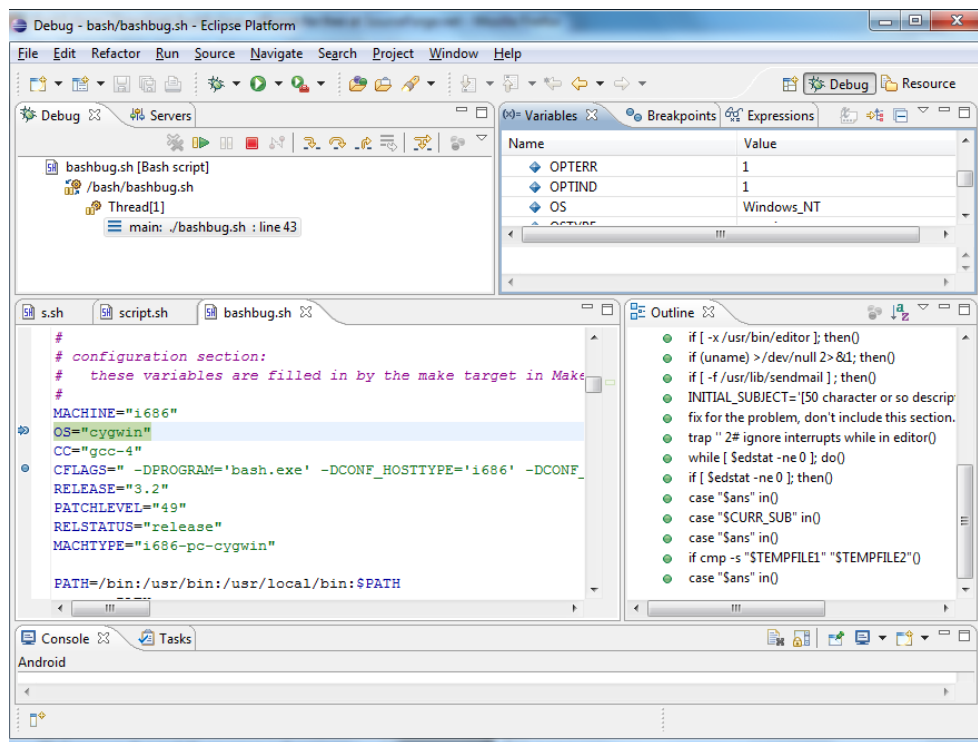 Debug - bash/bashbug.sh - Eclipse Platform
File Edit Refactor Run Source Navigate Search Project Window Help
Debug Resource
Debug Servers
bashbug.sh [Bash script]
/bash/bashbug.sh
Thread[1]
main: ./bashbug.sh : line 43
(x)= Variables Breakpoints Expressions
Name Value
OPTERR 1
OPTIND 1
OS Windows_NT
s.sh script.sh bashbug.sh
#
# configuration section:
# these variables are filled in by the make target in Make
#
MACHINE="i686"
OS="cygwin"
CC="gcc-4"
CFLAGS=" -DPROGRAM='bash.exe' -DCONF_HOSTTYPE='i686' -DCONF_
RELEASE="3.2"
PATCHLEVEL="49"
RELSTATUS="release"
MACHTYPE="i686-pc-cygwin"
PATH=/bin:/usr/bin:/usr/local/bin:$PATH
Outline
if [ -x /usr/bin/editor ]; then()
if (uname) >/dev/null 2>&1; then()
if [ -f /usr/lib/sendmail ] ; then()
INITIAL_SUBJECT='[50 character or so descrip
fix for the problem, don't include this section.
trap '' 2# ignore interrupts while in editor()
while [ $edstat -ne 0 ]; do()
if [ $edstat -ne 0 ]; then()
case "$ans" in()
case "$CURR_SUB" in()
case "$ans" in()
if cmp -s "$TEMPFILE1" "$TEMPFILE2"()
case "$ans" in()
Console Tasks
Android